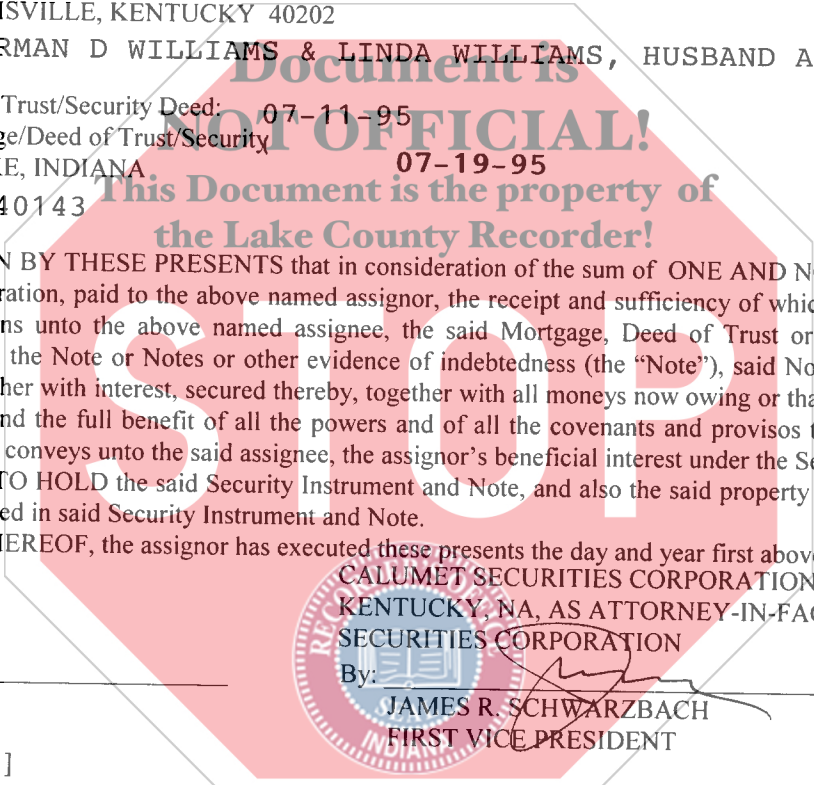 ISVILLE, KENTUCKY 40202
RMAN D WILLIAMS & LINDA WILLIAMS, HUSBAND A
Document is
Trust/Security Deed: 07-11-95
NOT OFFICIAL!
ge/Deed of Trust/Security
E, INDIANA 07-19-95
This Document is the property of
40143
the Lake County Recorder!
N BY THESE PRESENTS that in consideration of the sum of ONE AND N
ration, paid to the above named assignor, the receipt and sufficiency of whic
ns unto the above named assignee, the said Mortgage, Deed of Trust or
the Note or Notes or other evidence of indebtedness (the “Note”), said No
her with interest, secured thereby, together with all moneys now owing or tha
nd the full benefit of all the powers and of all the covenants and provisos t
conveys unto the said assignee, the assignor's beneficial interest under the Se
TO HOLD the said Security Instrument and Note, and also the said property
ed in said Security Instrument and Note.
STOP
HEREOF, the assignor has executed these presents the day and year first above
CALUMET SECURITIES CORPORATION
KENTUCKY, NA, AS ATTORNEY-IN-FAC
SECURITIES CORPORATION
By:
JAMES R. SCHWARZBACH
FIRST VICE PRESIDENT
SEAL
INDIANA
]